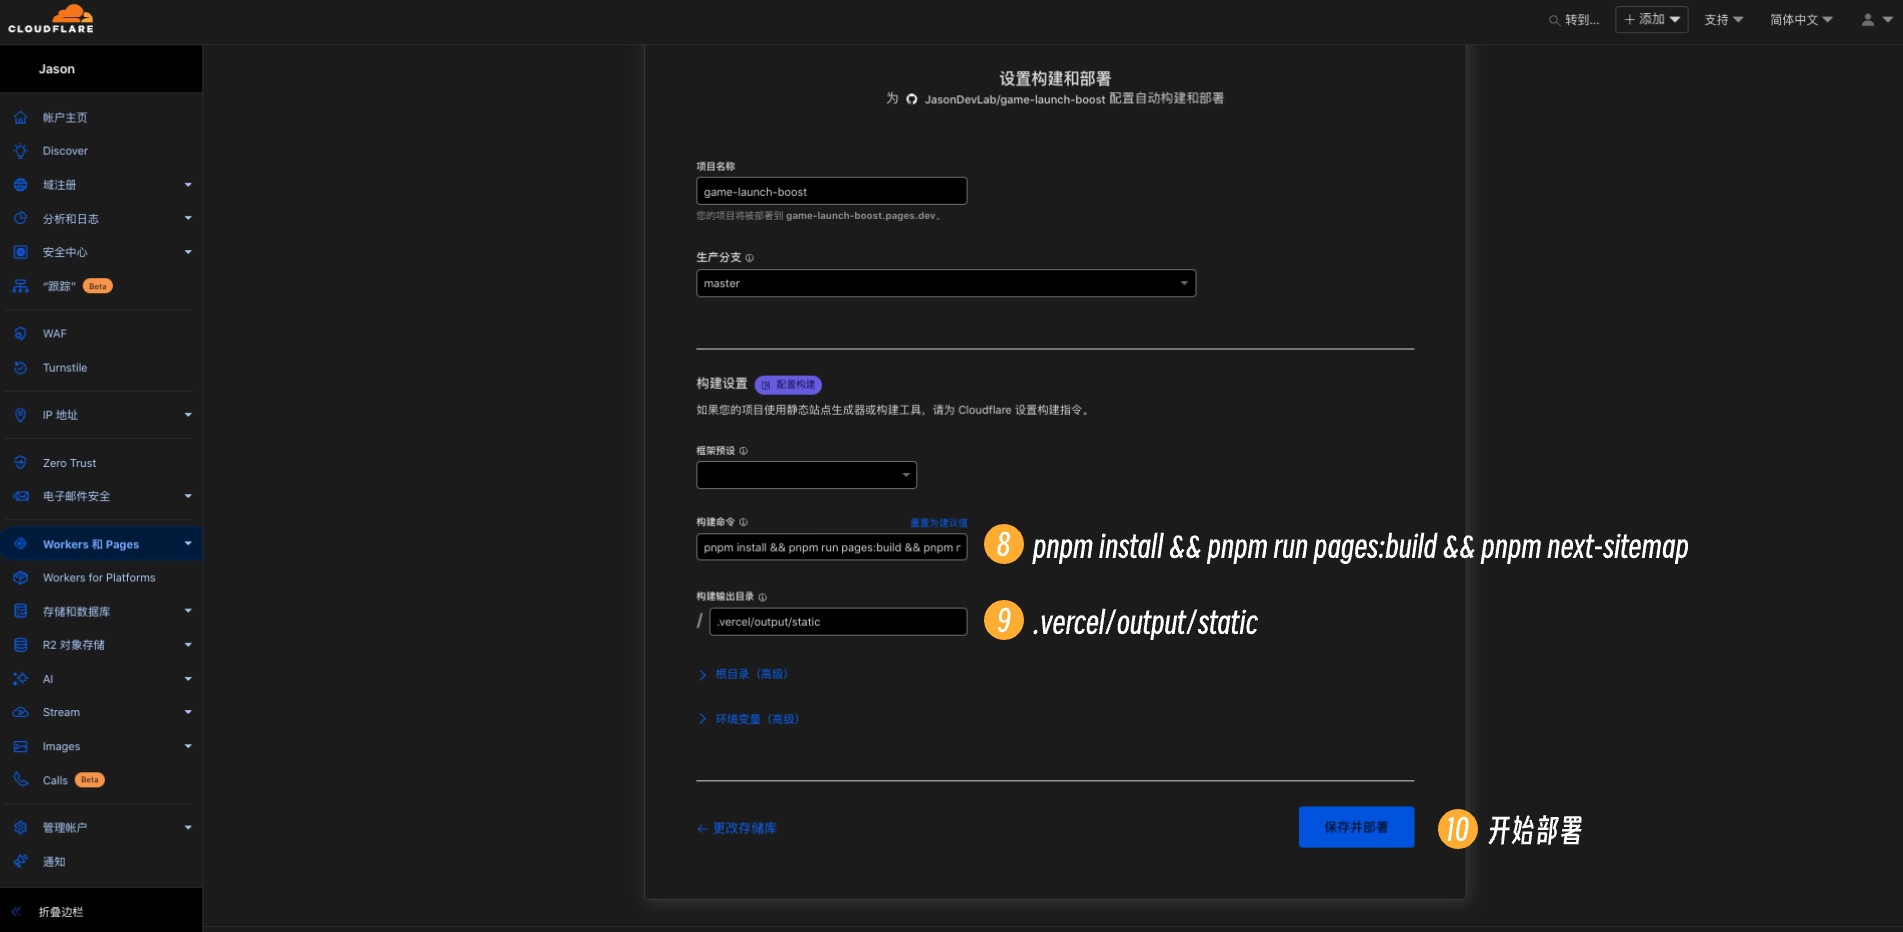 CLOUDFLARE
转到...
添加
支持
简体中文
Jason
帐户主页
Discover
域注册
分析和日志
安全中心
“跟踪” Beta
WAF
Turnstile
IP 地址
Zero Trust
电子邮件安全
Workers 和 Pages
Workers for Platforms
存储和数据库
R2 对象存储
AI
Stream
Images
Calls Beta
管理帐户
通知
折叠边栏
设置构建和部署
为 JasonDevLab/game-launch-boost 配置自动构建和部署
项目名称
game-launch-boost
您的项目将被部署到 game-launch-boost.pages.dev。
生产分支
master
构建设置 配置构建
如果您的项目使用静态站点生成器或构建工具，请为 Cloudflare 设置构建指令。
框架预设
构建命令 重置为建议值
pnpm install && pnpm run pages:build && pnpm r
8 pnpm install && pnpm run pages:build && pnpm next-sitemap
构建输出目录
/ .vercel/output/static
9 .vercel/output/static
根目录（高级）
环境变量（高级）
← 更改存储库
保存并部署
10 开始部署